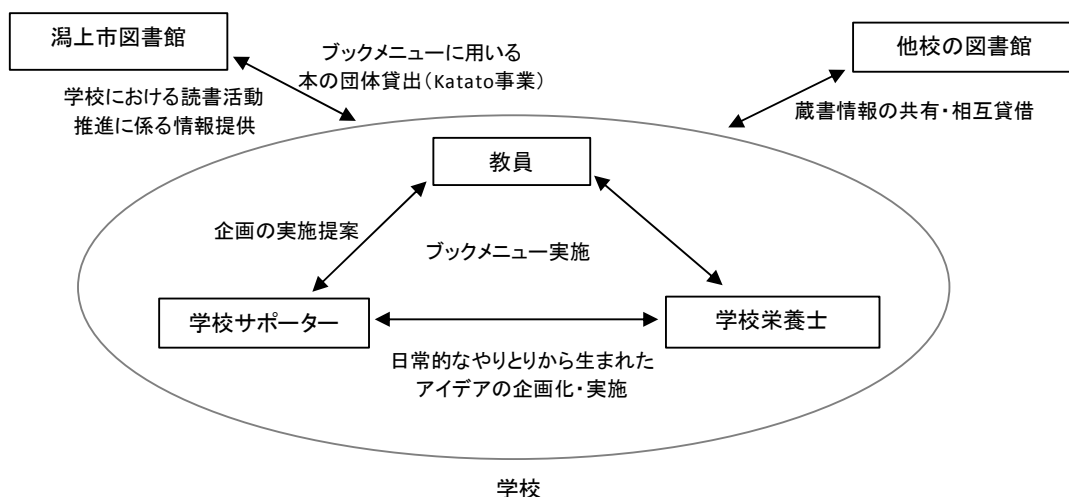 潟上市図書館
ブックメニューに用いる
本の団体貸出(Katato事業)
他校の図書館
学校における読書活動
推進に係る情報提供
蔵書情報の共有・相互貸借
教員
企画の実施提案
ブックメニュー実施
学校サポーター
学校栄養士
日常的なやりとりから生まれた
アイデアの企画化・実施
学校